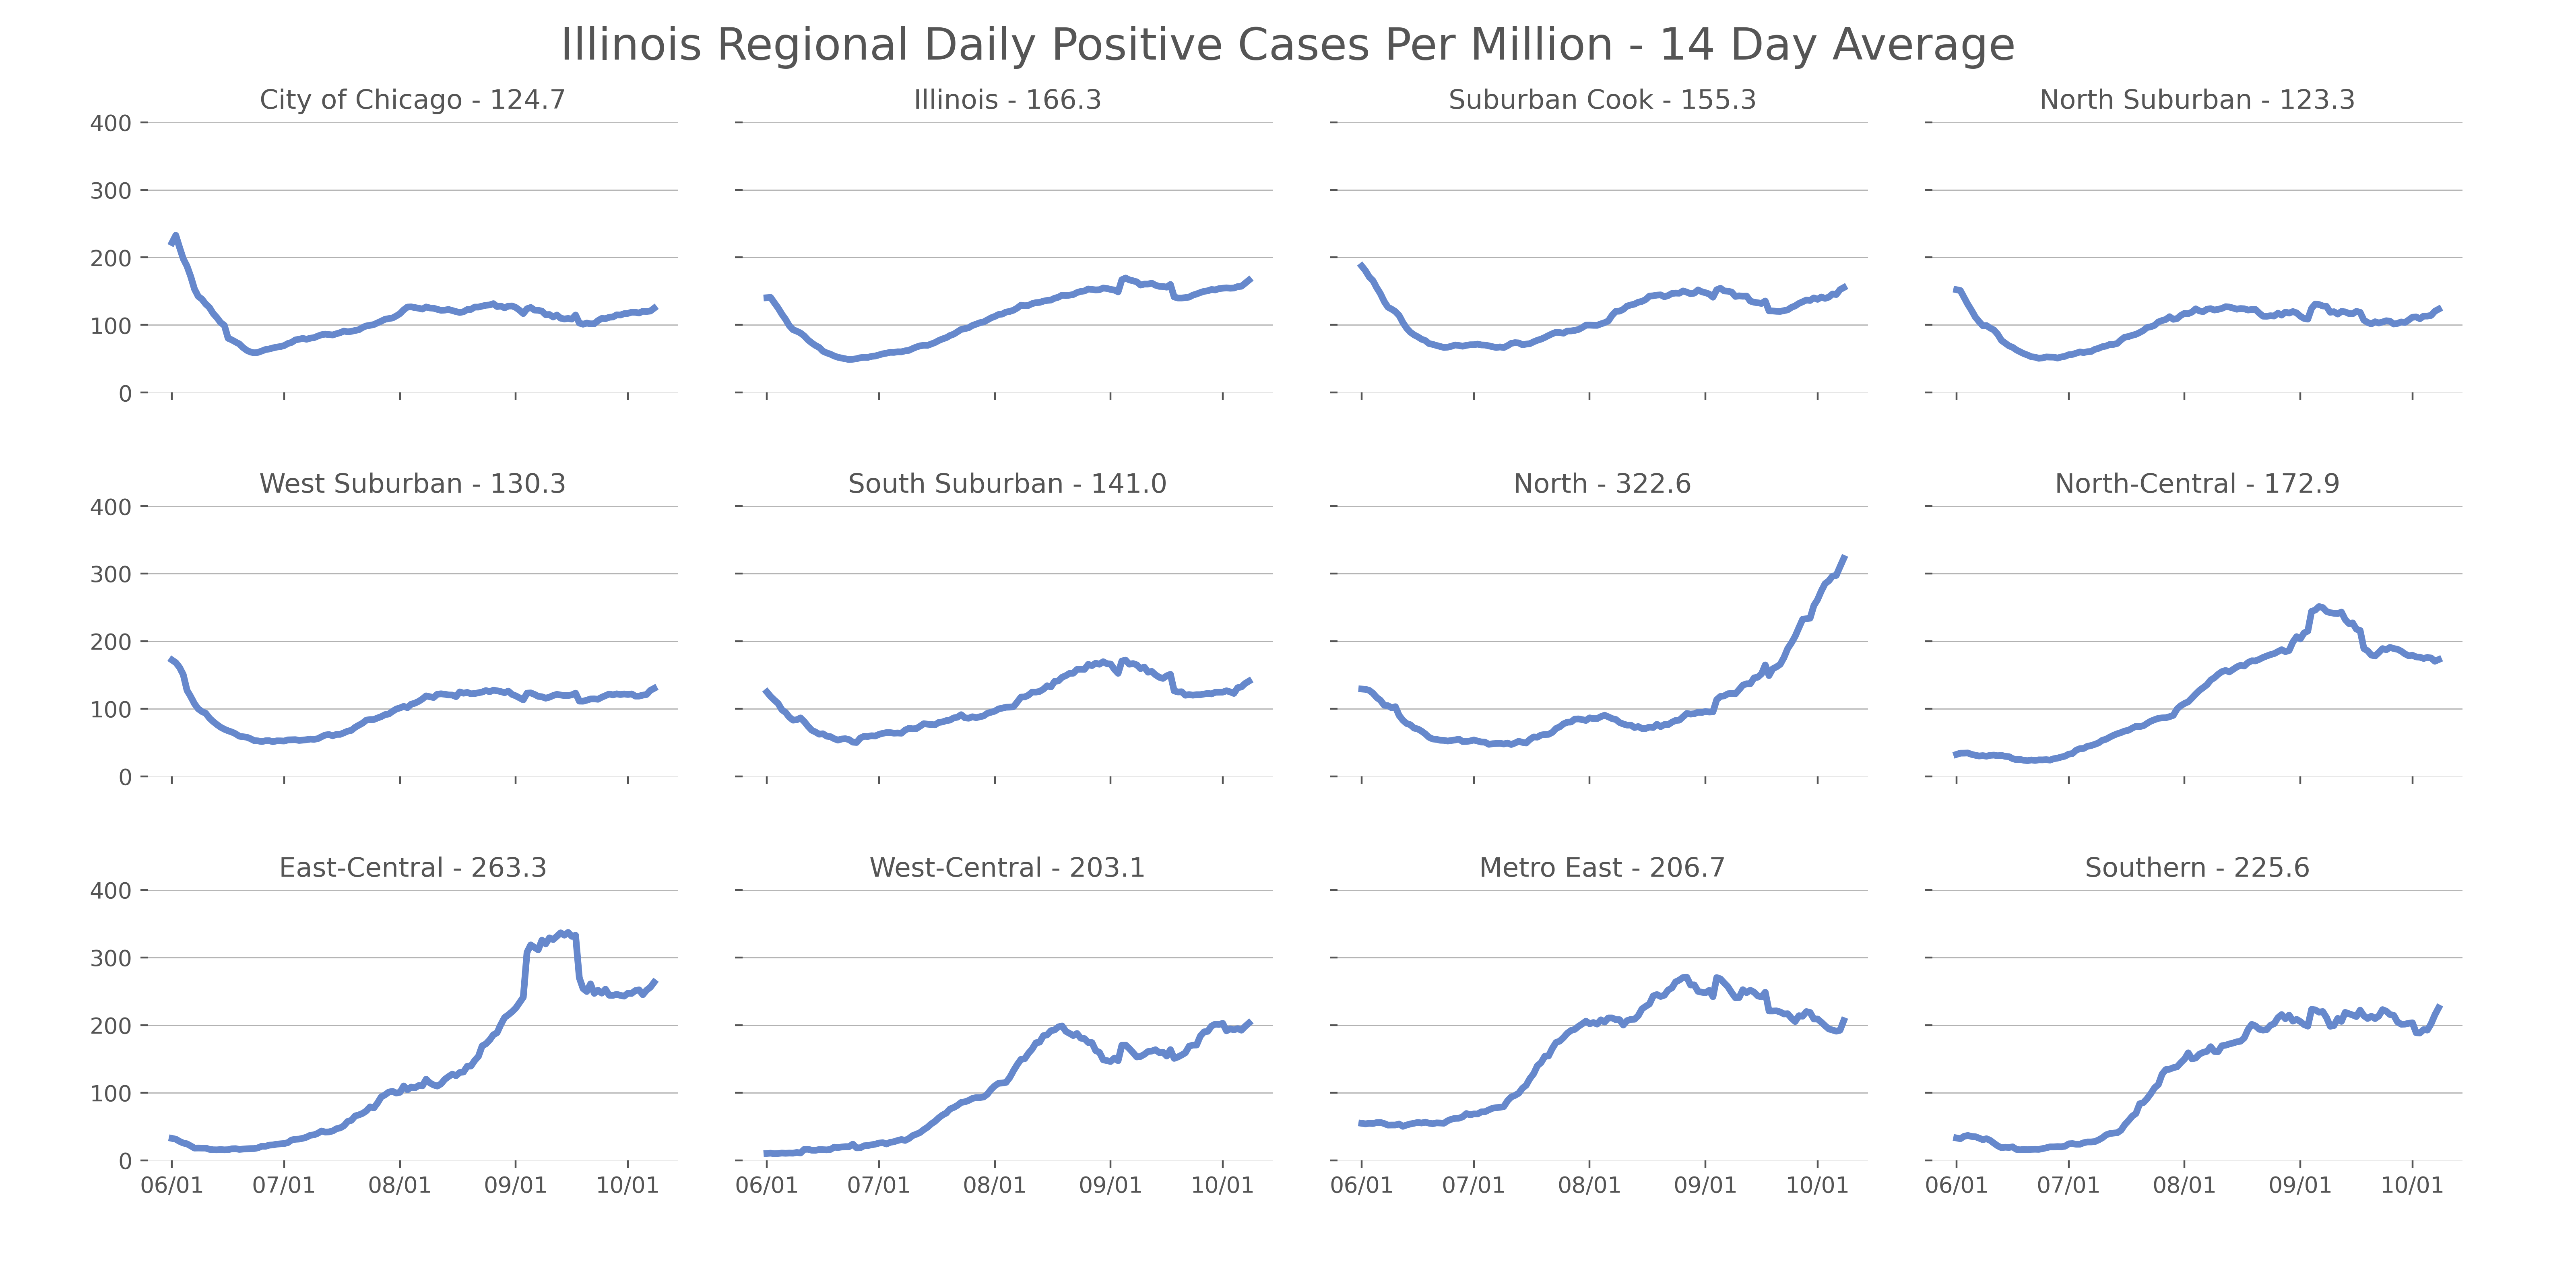 Illinois Regional Daily Positive Cases Per Million - 14 Day Average
City of Chicago - 124.7
Illinois - 166.3
Suburban Cook - 155.3
North Suburban - 123.3
400
300
200
100
0
West Suburban - 130.3
South Suburban - 141.0
North - 322.6
North-Central - 172.9
400
300
200
100
0
East-Central - 263.3
West-Central - 203.1
Metro East - 206.7
Southern - 225.6
400
300
200
100
0
06/01 07/01 08/01 09/01 10/01
06/01 07/01 08/01 09/01 10/01
06/01 07/01 08/01 09/01 10/01
06/01 07/01 08/01 09/01 10/01